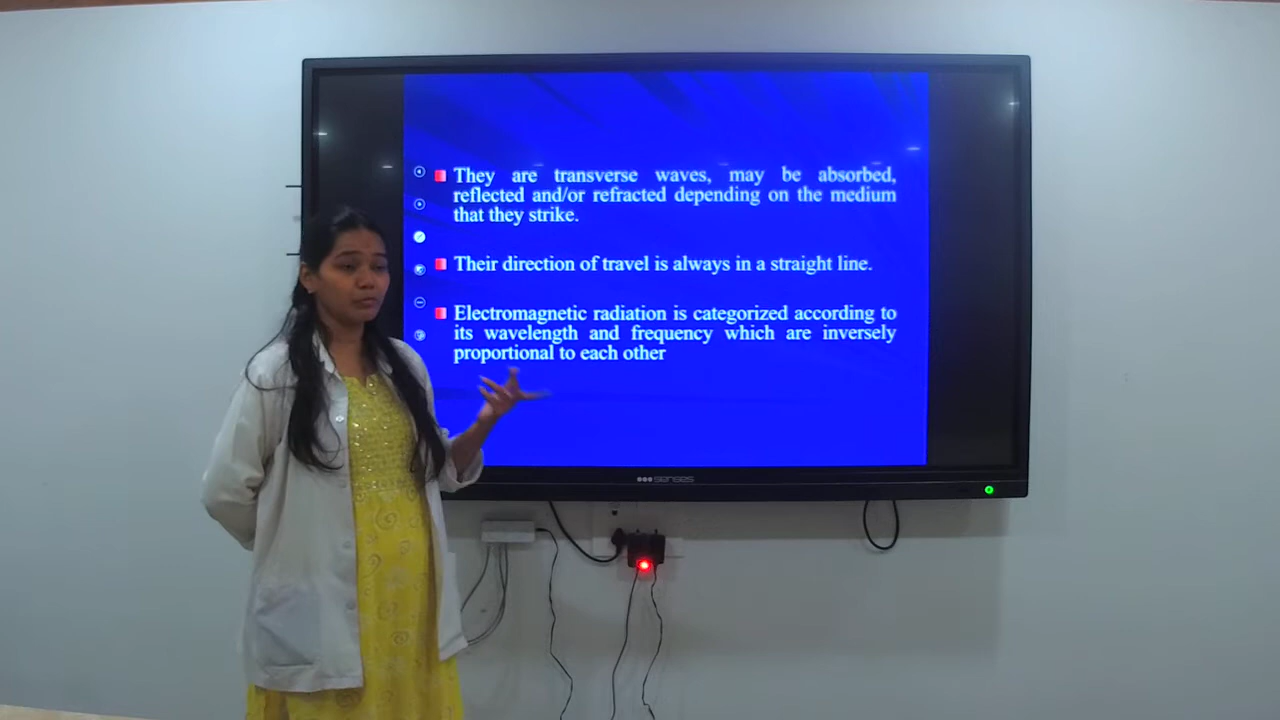 They are transverse waves, may be absorbed,
reflected and/or refracted depending on the medium
that they strike.
Their direction of travel is always in a straight line.
Electromagnetic radiation is categorized according to
its wavelength and frequency which are inversely
proportional to each other
senses